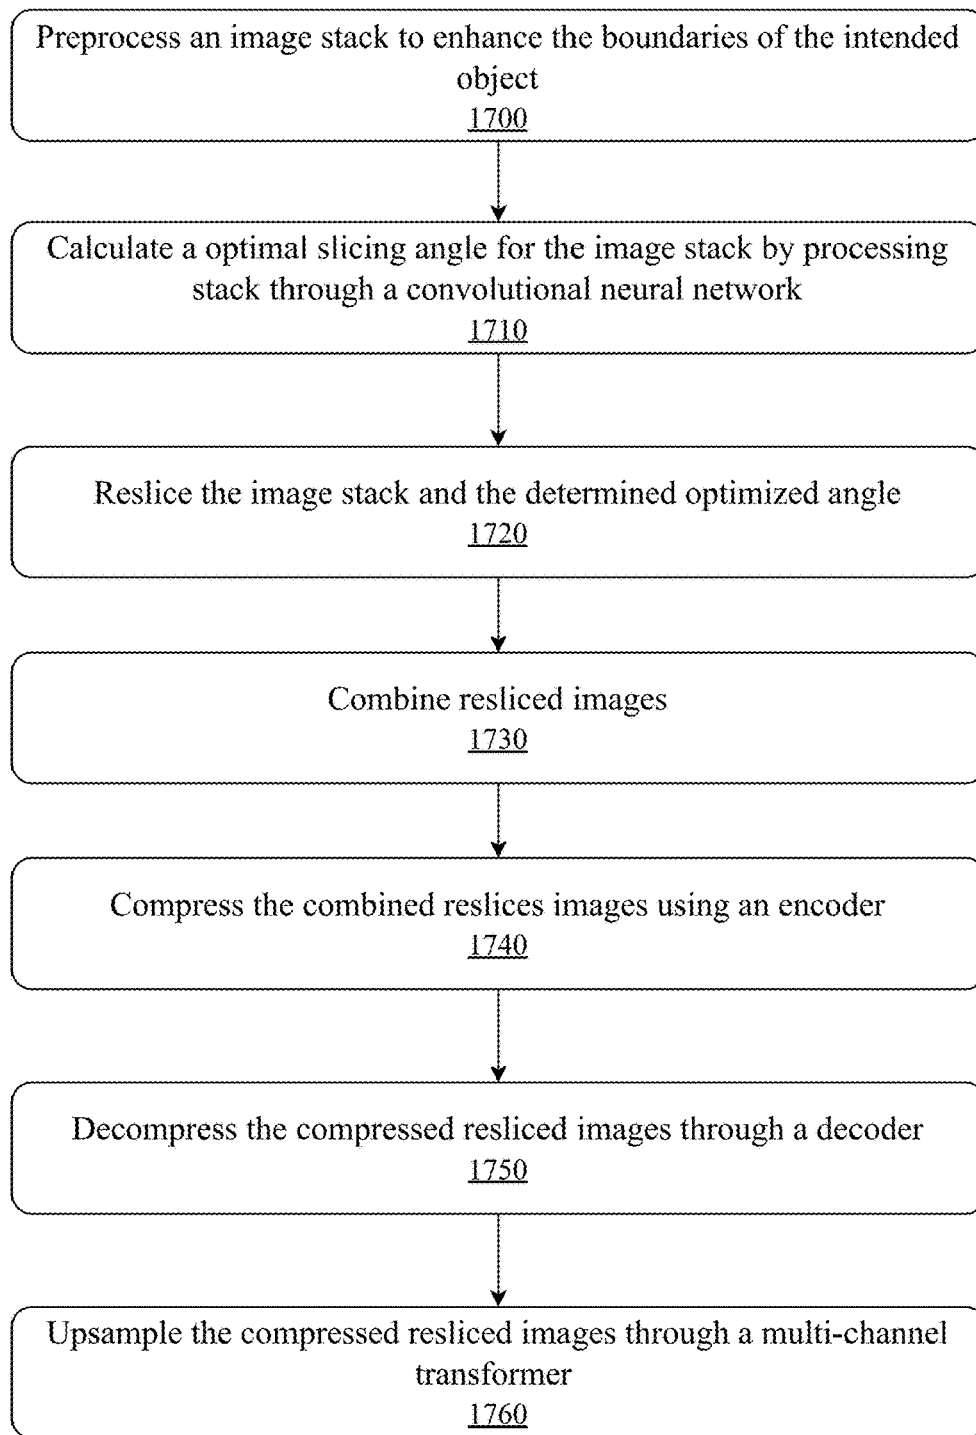 Preprocess an image stack to enhance the boundaries of the intended
object
1700
Calculate a optimal slicing angle for the image stack by processing
stack through a convolutional neural network
1710
Reslice the image stack and the determined optimized angle
1720
Combine resliced images
1730
Compress the combined reslices images using an encoder
1740
Decompress the compressed resliced images through a decoder
1750
Upsample the compressed resliced images through a multi-channel
transformer
1760